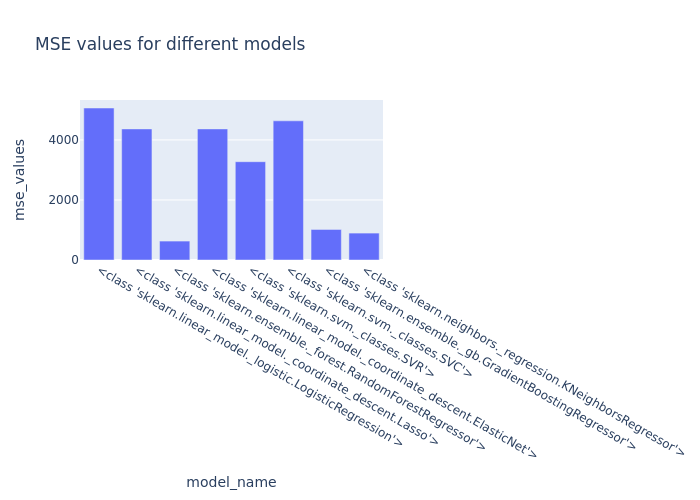 MSE values for different models
mse_values
4000
2000
0
<class 'sklearn.linear_model._logistic.LogisticRegression'>
<class 'sklearn.linear_model._coordinate_descent.Lasso'>
<class 'sklearn.ensemble._forest.RandomForestRegressor'>
<class 'sklearn.linear_model._coordinate_descent.ElasticNet'>
<class 'sklearn.svm._classes.SVR'>
<class 'sklearn.svm._classes.SVC'>
<class 'sklearn.ensemble._gb.GradientBoostingRegressor'>
<class 'sklearn.neighbors._regression.KNeighborsRegressor'>
model_name